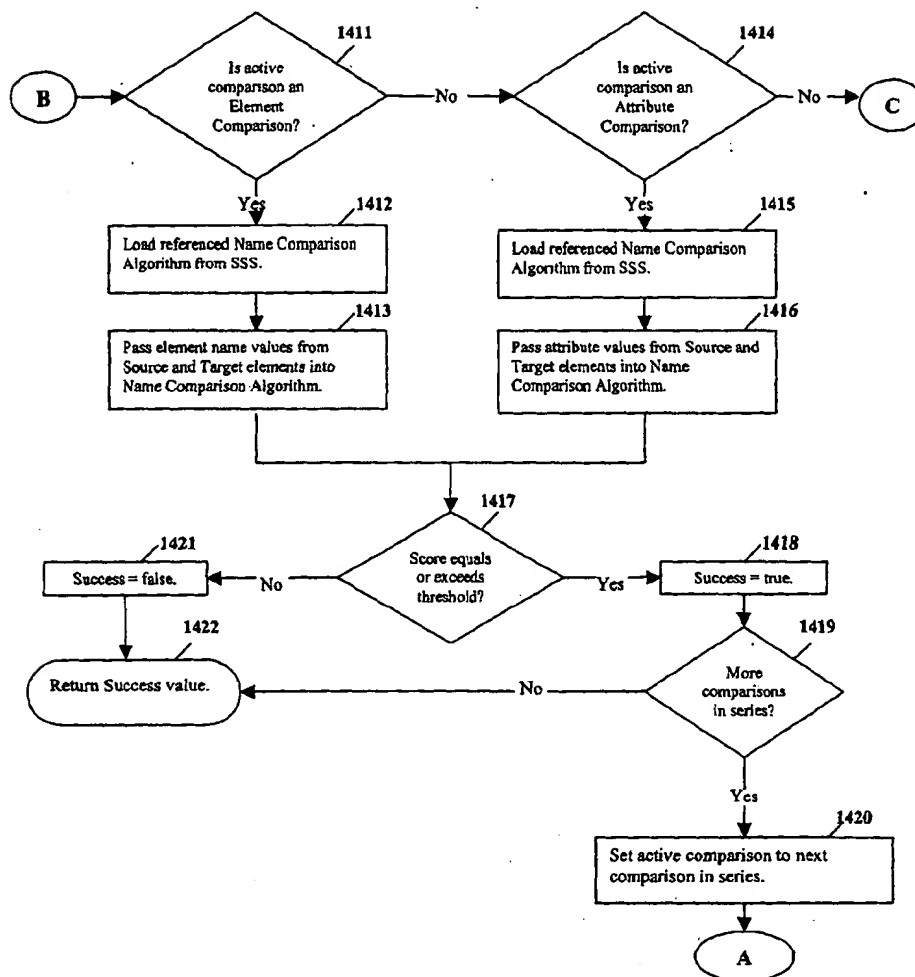 1411
1414
Is active
comparison an
Element
Comparison?
Is active
comparison an
Attribute
Comparison?
B
No
No
C
Yes
1412
Yes
1415
Load referenced Name Comparison
Algorithm from SSS.
Load referenced Name Comparison
Algorithm from SSS.
1413
1416
Pass element name values from
Source and Target elements into
Name Comparison Algorithm.
Pass attribute values from Source and
Target elements into Name
Comparison Algorithm.
1417
1421
1418
Success = false.
No
Score equals
or exceeds
threshold?
Yes
Success = true.
1422
1419
Return Success value.
No
More
comparisons
in series?
Yes
1420
Set active comparison to next
comparison in series.
A